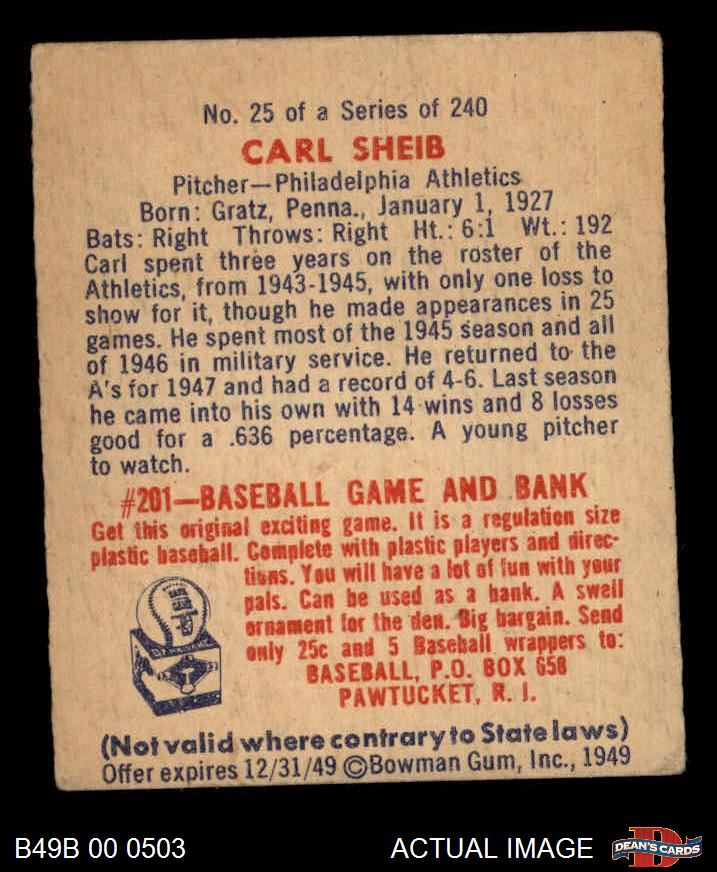 No. 25 of a Series of 240
CARL SHEIB
Pitcher—Philadelphia Athletics
Born: Gratz, Penna., January 1, 1927
Bats: Right Throws: Right Ht.: 6:1 Wt.: 192
Carl spent three years on the roster of the
Athletics, from 1943-1945, with only one loss to
show for it, though he made appearances in 25
games. He spent most of the 1945 season and all
of 1946 in military service. He returned to the
A's for 1947 and had a record of 4-6. Last season
he came into his own with 14 wins and 8 losses
good for a .636 percentage. A young pitcher
to watch.
#201—BASEBALL GAME AND BANK
Get this original exciting game. It is a regulation size
plastic baseball. Complete with plastic players and direc-
tions. You will have a lot of fun with your
pals. Can be used as a bank. A swell
ornament for the den. Big bargain. Send
only 25c and 5 Baseball wrappers to:
BASEBALL, P.O. BOX 658
PAWTUCKET, R. I.
(Not valid where contrary to State laws)
Offer expires 12/31/49 ©Bowman Gum, Inc., 1949
B49B 00 0503
ACTUAL IMAGE
DEAN'S CARDS